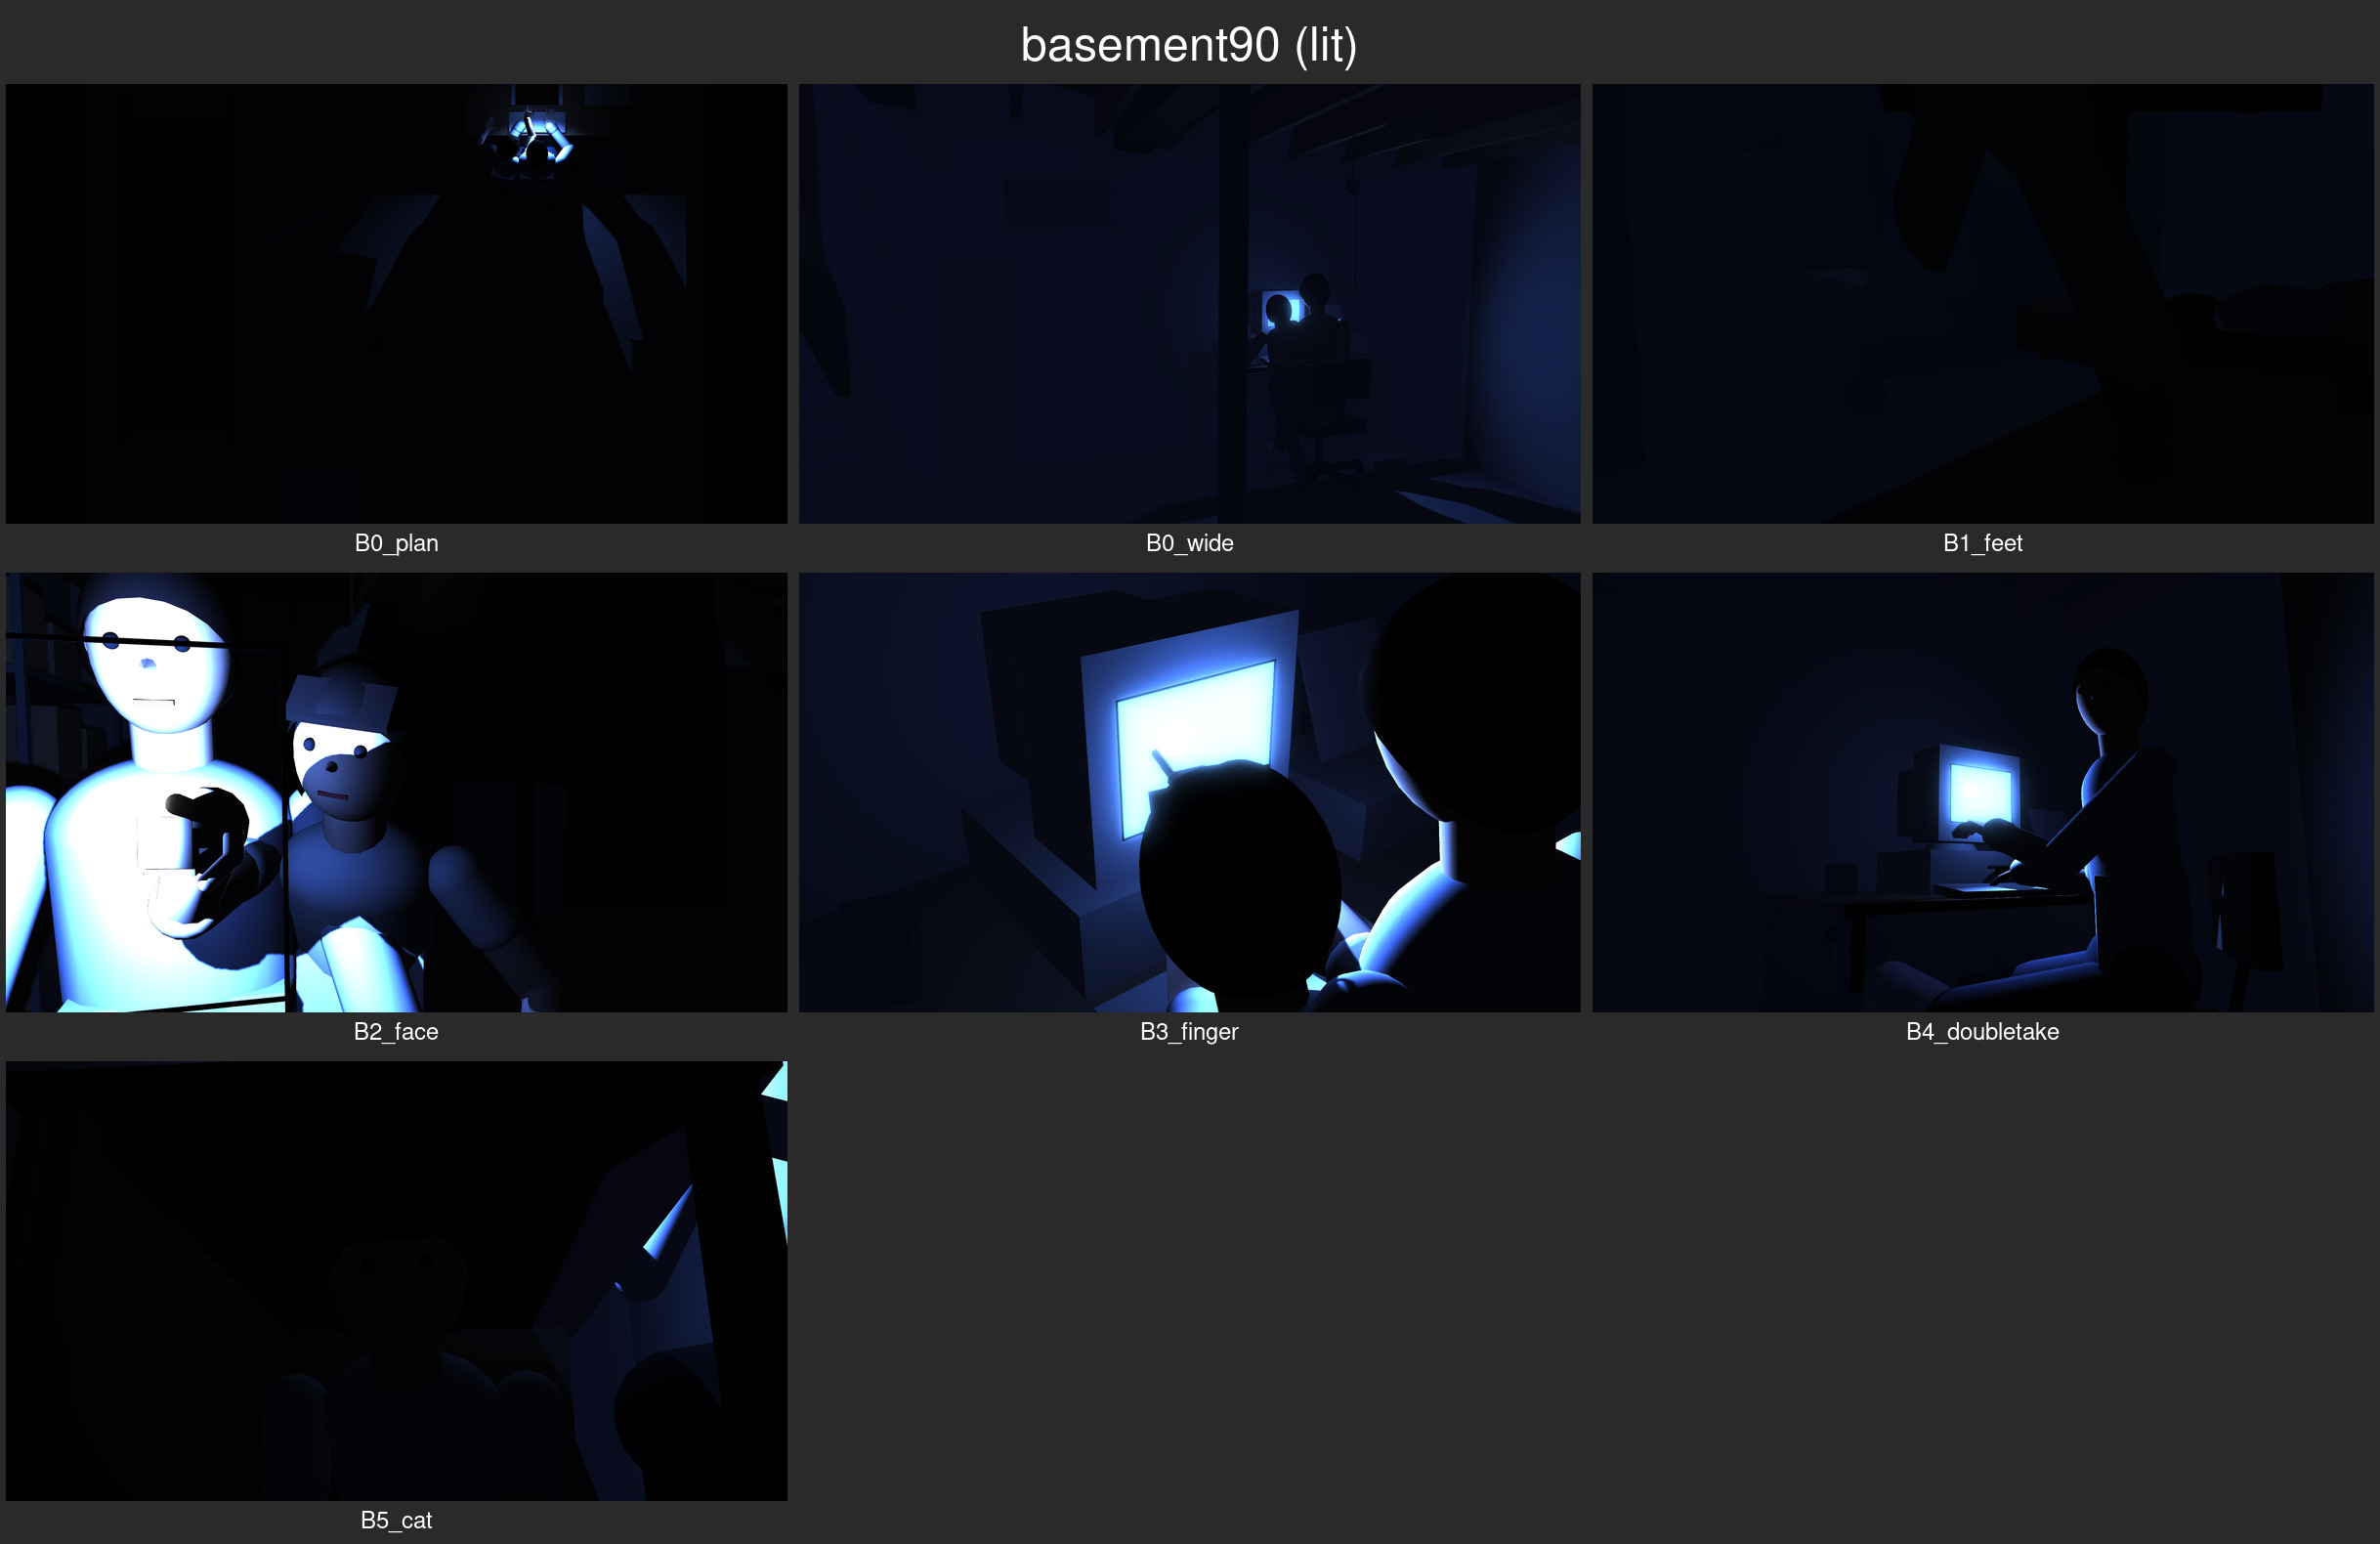 basement90 (lit)
B0_plan
B0_wide
B1_feet
B2_face
B3_finger
B4_doubletake
B5_cat